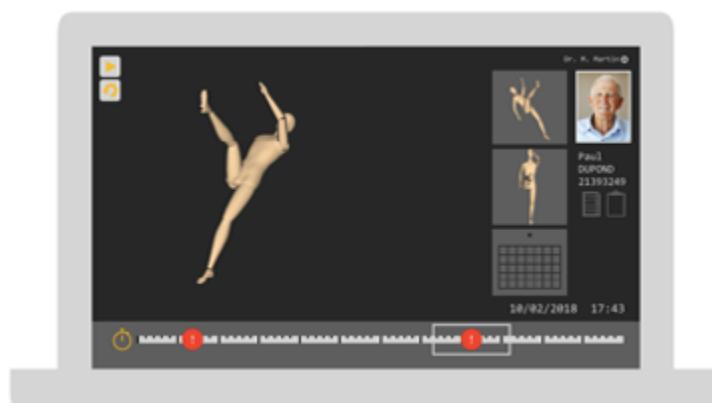 Dr. M. Martin
Paul
DUPOND
21393249
10/02/2018 17:43
!
!